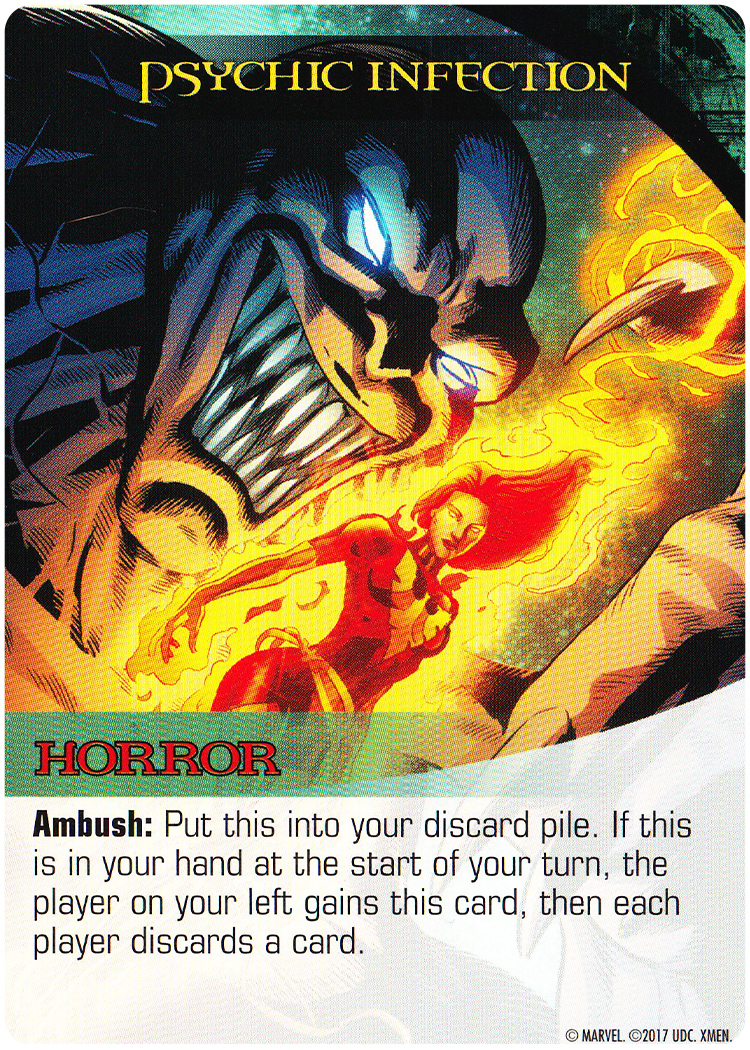 PSYCHIC INFECTION
HORROR
Ambush: Put this into your discard pile. If this
is in your hand at the start of your turn, the
player on your left gains this card, then each
player discards a card.
© MARVEL. ©2017 UDC. XMEN.